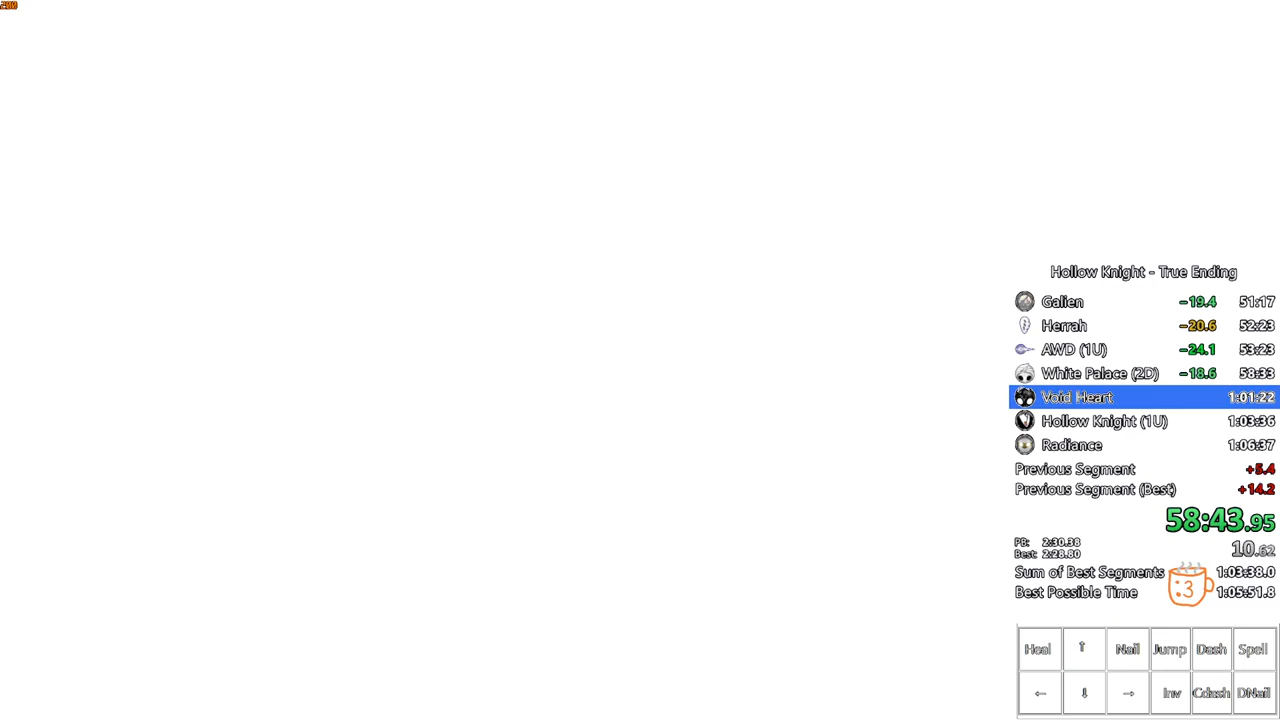 Hollow Knight - True Ending
Galien -19.4 51:17
Herrah -20.6 52:23
AWD (1U) -24.1 53:23
White Palace (2D) -18.6 58:33
Void Heart 1:01:22
Hollow Knight (1U) 1:03:36
Radiance 1:06:37
Previous Segment +5.4
Previous Segment (Best) +14.2
58:43.95
PB: 2:30.38 10.62
Best: 2:28.80
Sum of Best Segments 1:03:38.0
Best Possible Time 1:05:51.8
Heal ↑ Nail Jump Dash Spell
← ↓ → Inv Cdash DNail